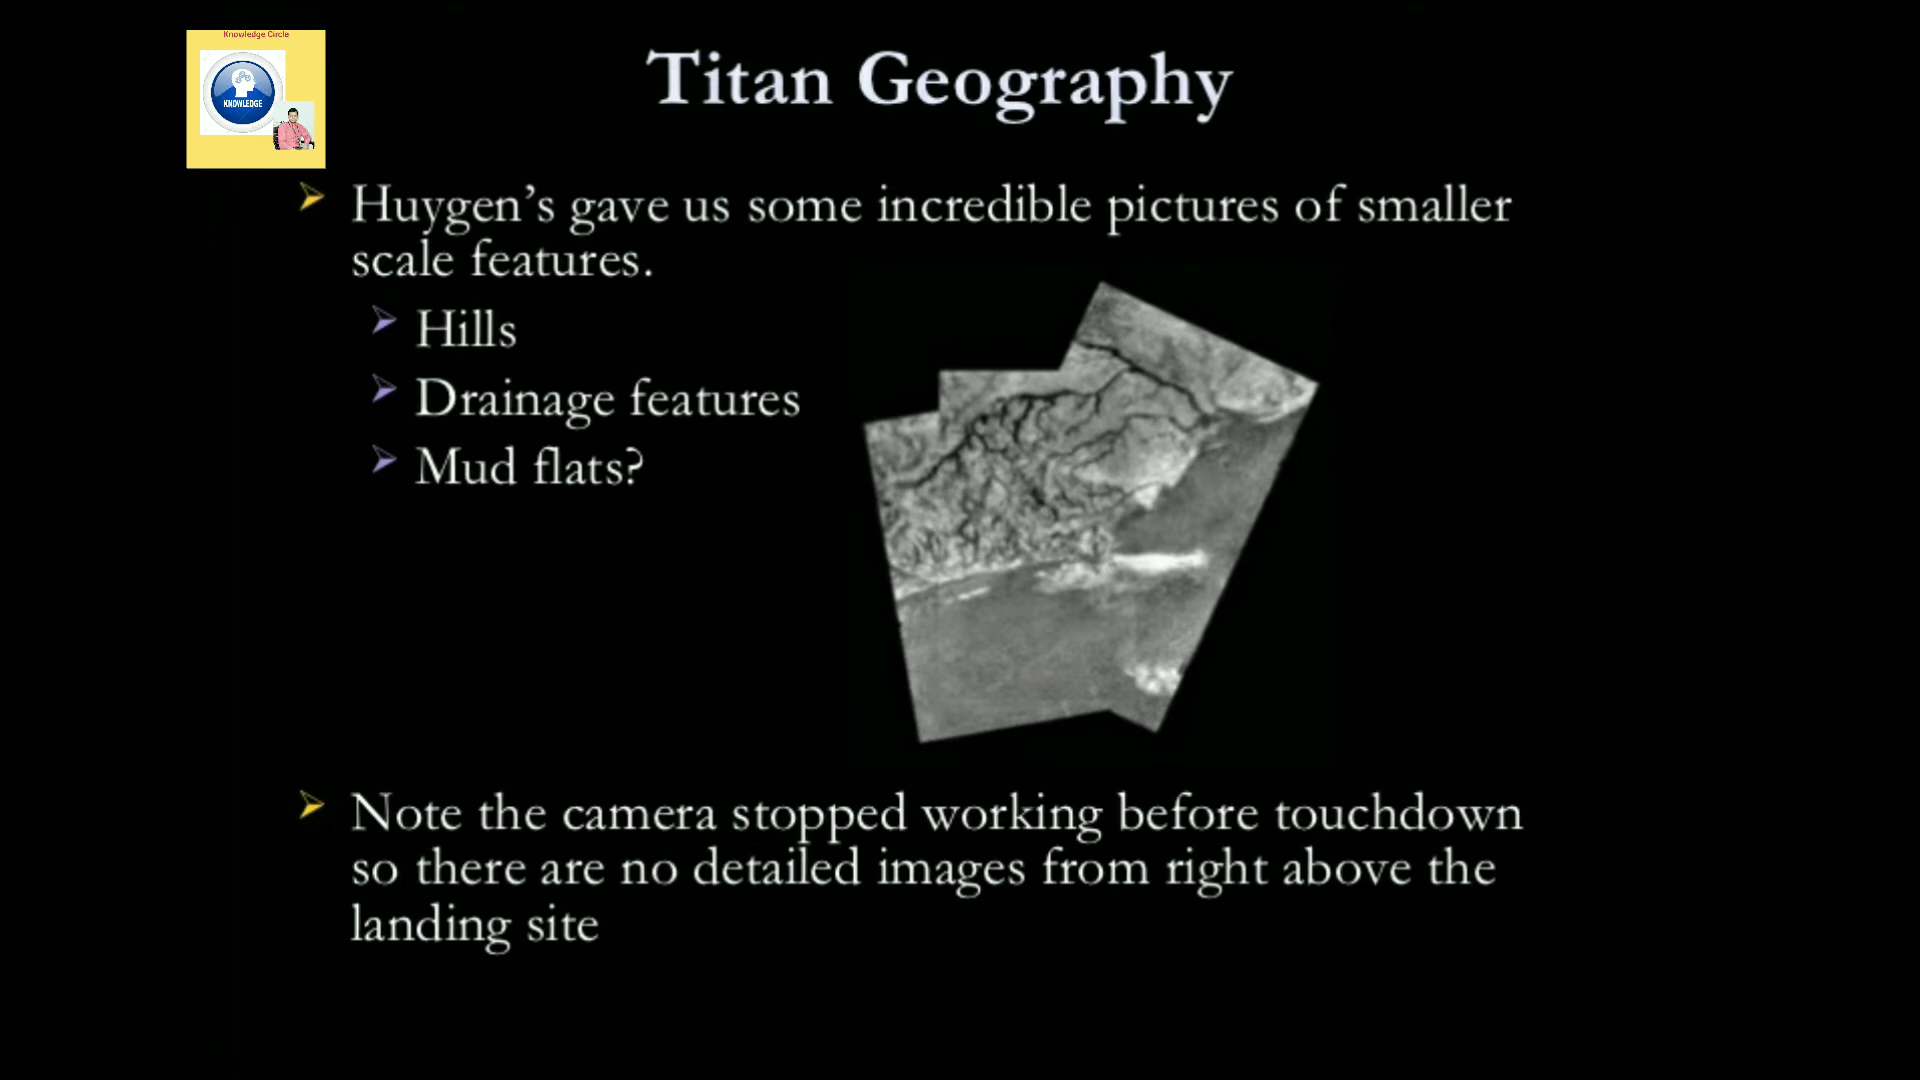 Knowledge Circle
KNOWLEDGE
Titan Geography
Huygen's gave us some incredible pictures of smaller
scale features.
Hills
Drainage features
Mud flats?
Note the camera stopped working before touchdown
so there are no detailed images from right above the
landing site